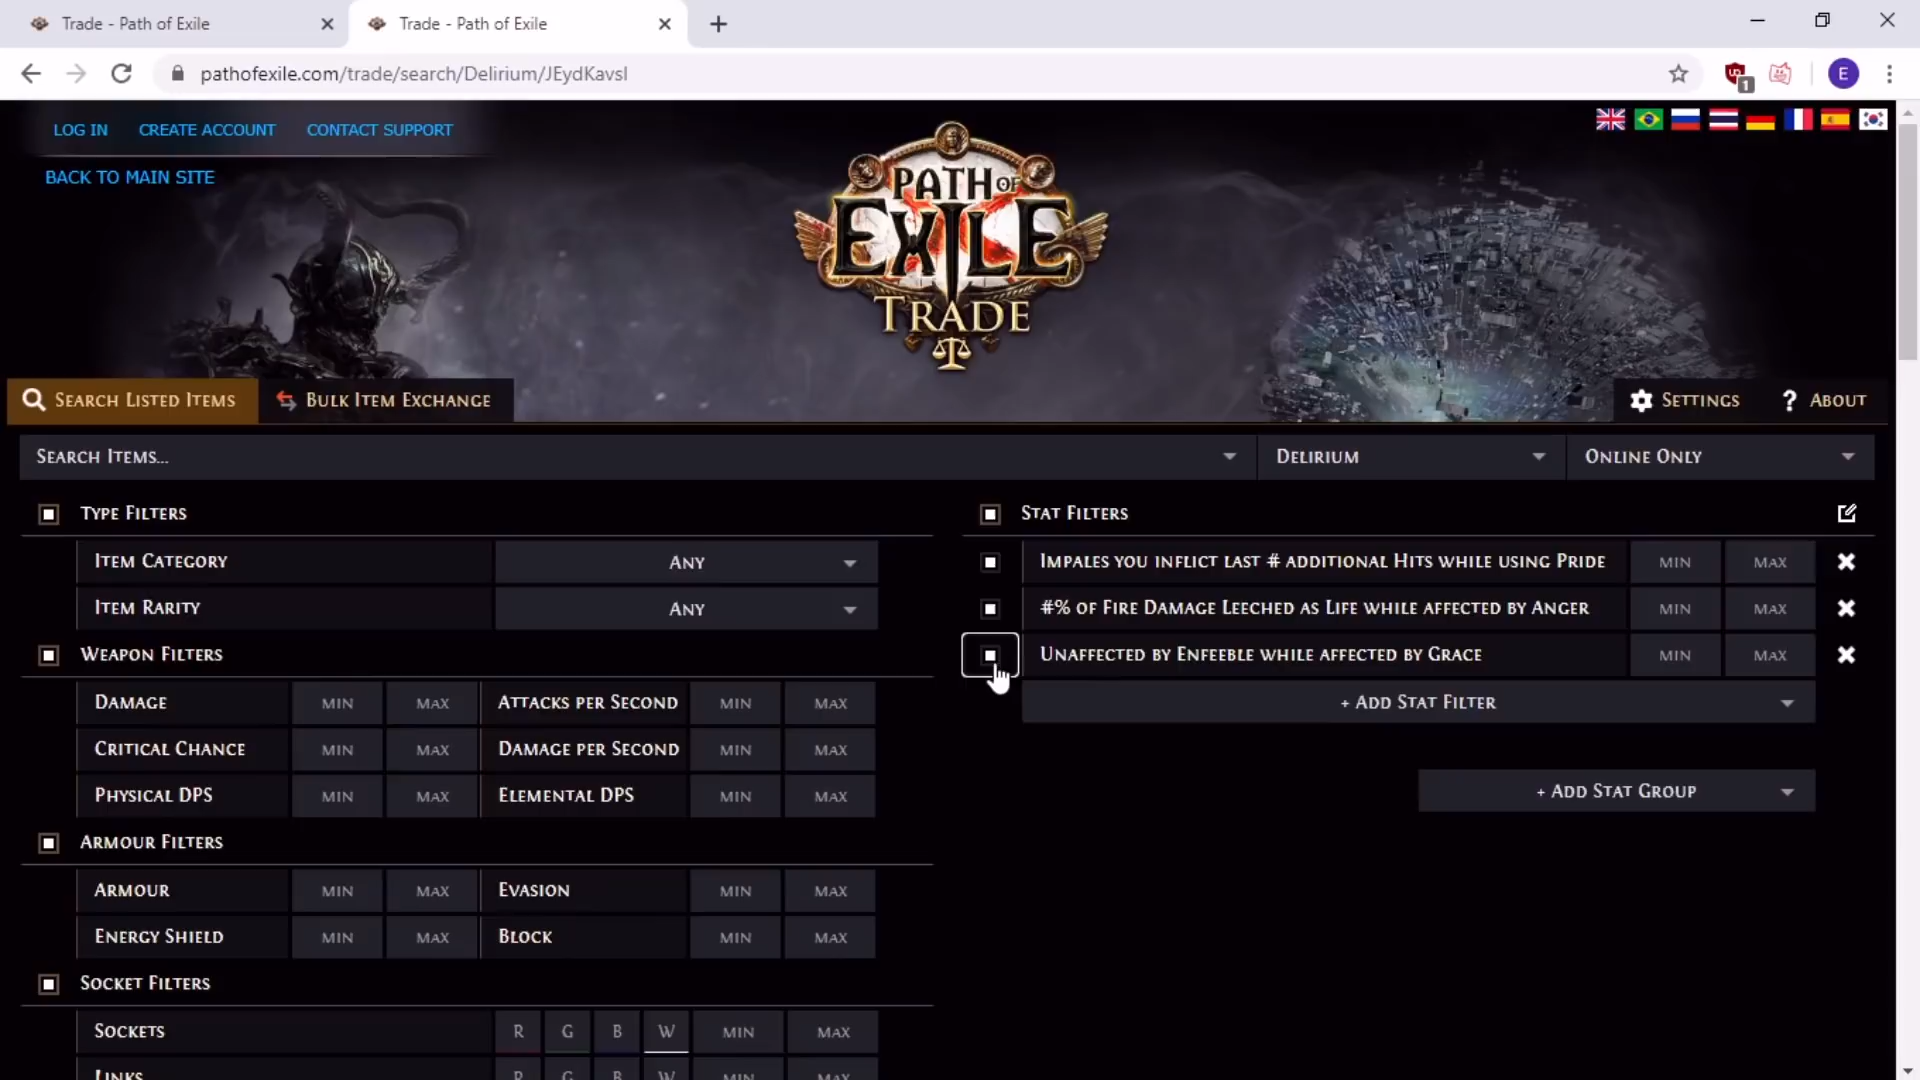 Trade - Path of Exile
Trade - Path of Exile
pathofexile.com/trade/search/Delirium/JEydKavsI
1
E
LOG IN CREATE ACCOUNT CONTACT SUPPORT
BACK TO MAIN SITE
PATH OF
EXILE
TRADE
SEARCH LISTED ITEMS BULK ITEM EXCHANGE SETTINGS ? ABOUT
SEARCH ITEMS... DELIRIUM ONLINE ONLY
TYPE FILTERS
ITEM CATEGORY ANY
ITEM RARITY ANY
WEAPON FILTERS
DAMAGE MIN MAX ATTACKS PER SECOND MIN MAX
CRITICAL CHANCE MIN MAX DAMAGE PER SECOND MIN MAX
PHYSICAL DPS MIN MAX ELEMENTAL DPS MIN MAX
ARMOUR FILTERS
ARMOUR MIN MAX EVASION MIN MAX
ENERGY SHIELD MIN MAX BLOCK MIN MAX
SOCKET FILTERS
SOCKETS R G B W MIN MAX
LINKS R G B W MIN MAX
STAT FILTERS
IMPALES YOU INFLICT LAST # ADDITIONAL HITS WHILE USING PRIDE MIN MAX
#% OF FIRE DAMAGE LEECHED AS LIFE WHILE AFFECTED BY ANGER MIN MAX
UNAFFECTED BY ENFEEBLE WHILE AFFECTED BY GRACE MIN MAX
+ ADD STAT FILTER
+ ADD STAT GROUP